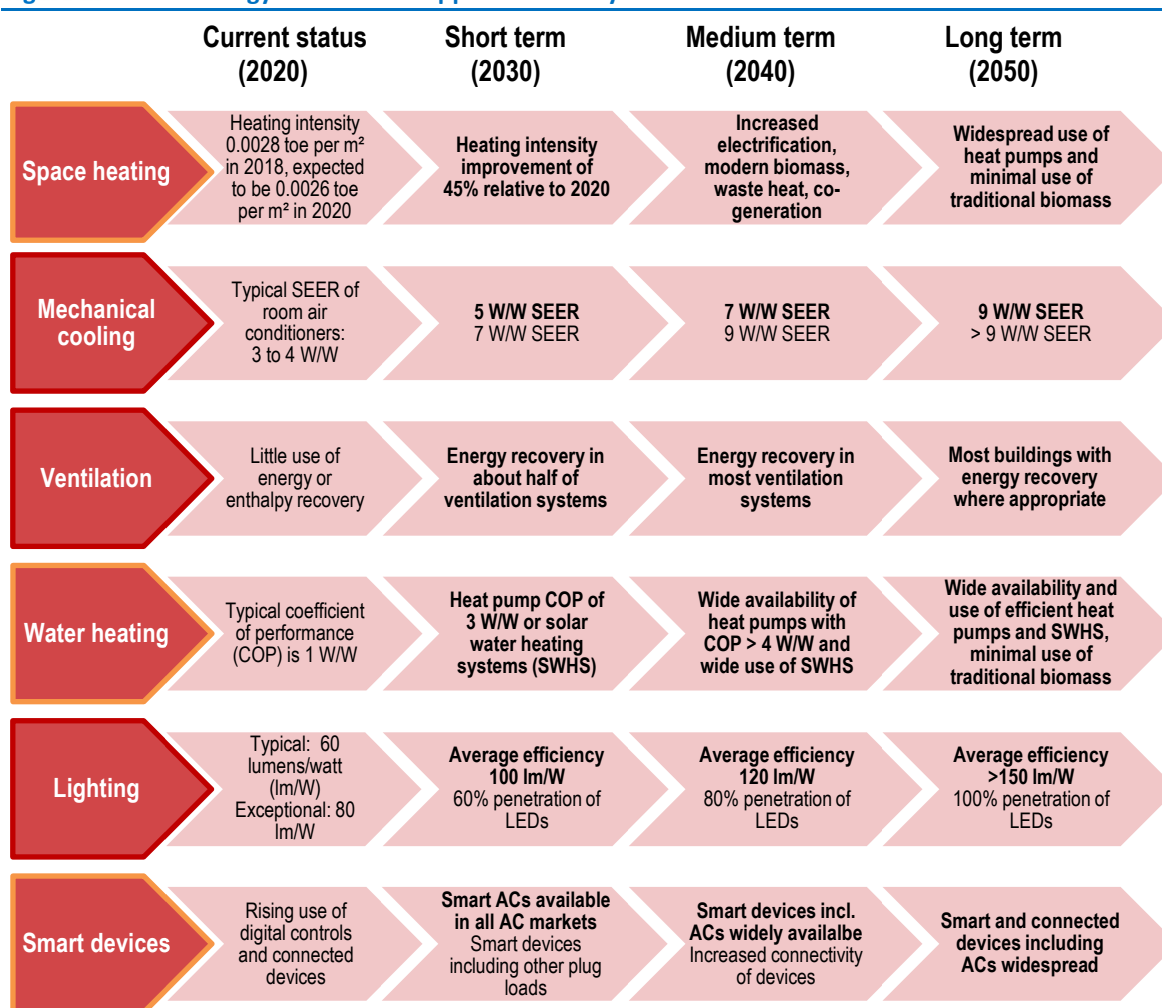 Current status
(2020)
Short term
(2030)
Medium term
(2040)
Long term
(2050)
Space heating
Heating intensity
0.0028 toe per m²
in 2018, expected
to be 0.0026 toe
per m² in 2020
Heating intensity
improvement of
45% relative to 2020
Increased
electrification,
modern biomass,
waste heat, co-
generation
Widespread use of
heat pumps and
minimal use of
traditional biomass
Mechanical
cooling
Typical SEER of
room air
conditioners:
3 to 4 W/W
5 W/W SEER
7 W/W SEER
7 W/W SEER
9 W/W SEER
9 W/W SEER
> 9 W/W SEER
Ventilation
Little use of
energy or
enthalpy recovery
Energy recovery in
about half of
ventilation systems
Energy recovery in
most ventilation
systems
Most buildings with
energy recovery
where appropriate
Water heating
Typical coefficient
of performance
(COP) is 1 W/W
Heat pump COP of
3 W/W or solar
water heating
systems (SWHS)
Wide availability of
heat pumps with
COP > 4 W/W and
wide use of SWHS
Wide availability and
use of efficient heat
pumps and SWHS,
minimal use of
traditional biomass
Lighting
Typical: 60
lumens/watt
(lm/W)
Exceptional: 80
lm/W
Average efficiency
100 lm/W
60% penetration of
LEDs
Average efficiency
120 lm/W
80% penetration of
LEDs
Average efficiency
>150 lm/W
100% penetration of
LEDs
Smart devices
Rising use of
digital controls
and connected
devices
Smart ACs available
in all AC markets
Smart devices
including other plug
loads
Smart devices incl.
ACs widely availalbe
Increased connectivity
of devices
Smart and connected
devices including
ACs widespread